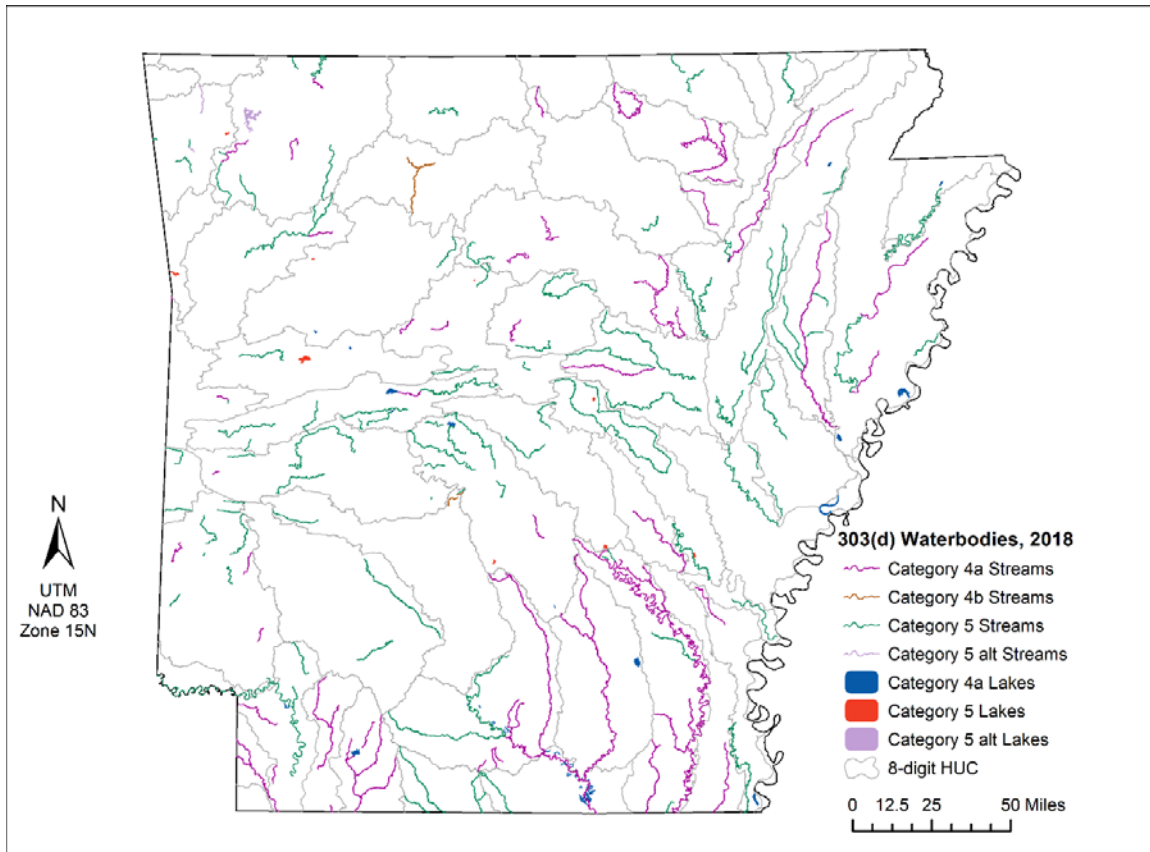 N
UTM
NAD 83
Zone 15N
303(d) Waterbodies, 2018
Category 4a Streams
Category 4b Streams
Category 5 Streams
Category 5 alt Streams
Category 4a Lakes
Category 5 Lakes
Category 5 alt Lakes
8-digit HUC
0 12.5 25 50 Miles